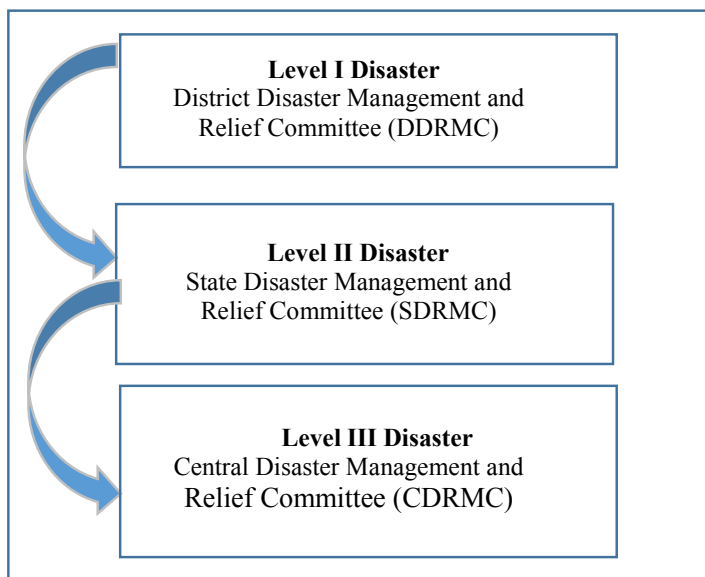 Level I Disaster
District Disaster Management and
Relief Committee (DDRMC)
Level II Disaster
State Disaster Management and
Relief Committee (SDRMC)
Level III Disaster
Central Disaster Management and
Relief Committee (CDRMC)